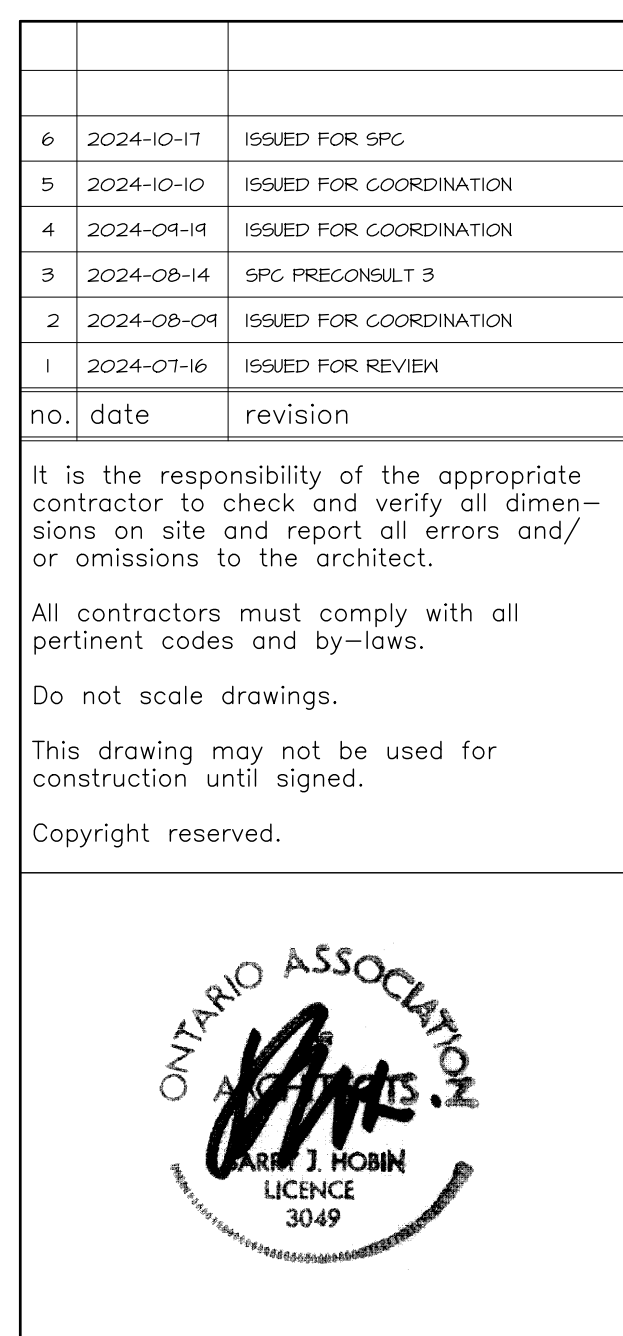 6 2024-10-17 ISSUED FOR SPC
5 2024-10-10 ISSUED FOR COORDINATION
4 2024-09-19 ISSUED FOR COORDINATION
3 2024-08-14 SPC PRECONSULT 3
2 2024-08-09 ISSUED FOR COORDINATION
1 2024-07-16 ISSUED FOR REVIEW
no. date revision
It is the responsibility of the appropriate
contractor to check and verify all dimen-
sions on site and report all errors and/
or omissions to the architect.
All contractors must comply with all
pertinent codes and by-laws.
Do not scale drawings.
This drawing may not be used for
construction until signed.
Copyright reserved.
ONTARIO ASSOCIATION
OF
ARCHITECTS
BARRY J. HOBIN
LICENCE
3049